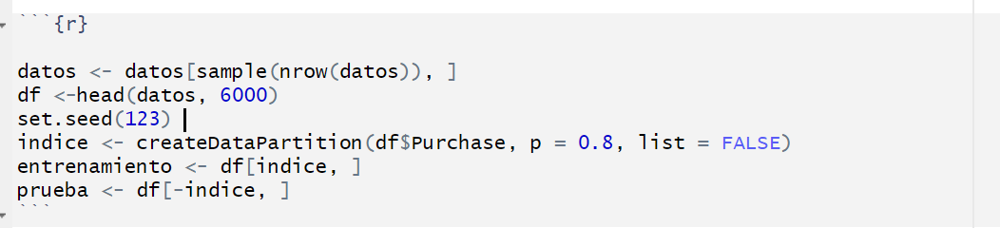 ```{r}
datos <- datos[sample(nrow(datos)), ]
df <-head(datos, 6000)
set.seed(123)
indice <- createDataPartition(df$Purchase, p = 0.8, list = FALSE)
entrenamiento <- df[indice, ]
prueba <- df[-indice, ]
```